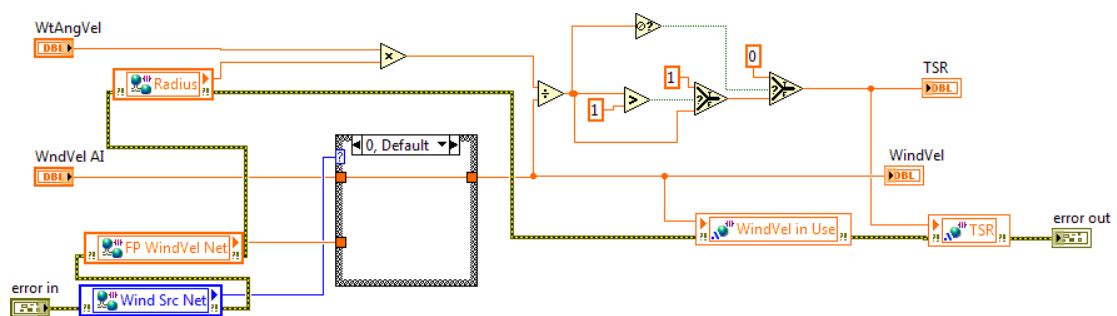 WtAngVel
DBL
Radius
×
÷
1
>
1
0
TSR
DBL
WndVel AI
DBL
0, Default
?
WindVel
DBL
FP WindVel Net
WindVel in Use
TSR
error out
error in
Wind Src Net